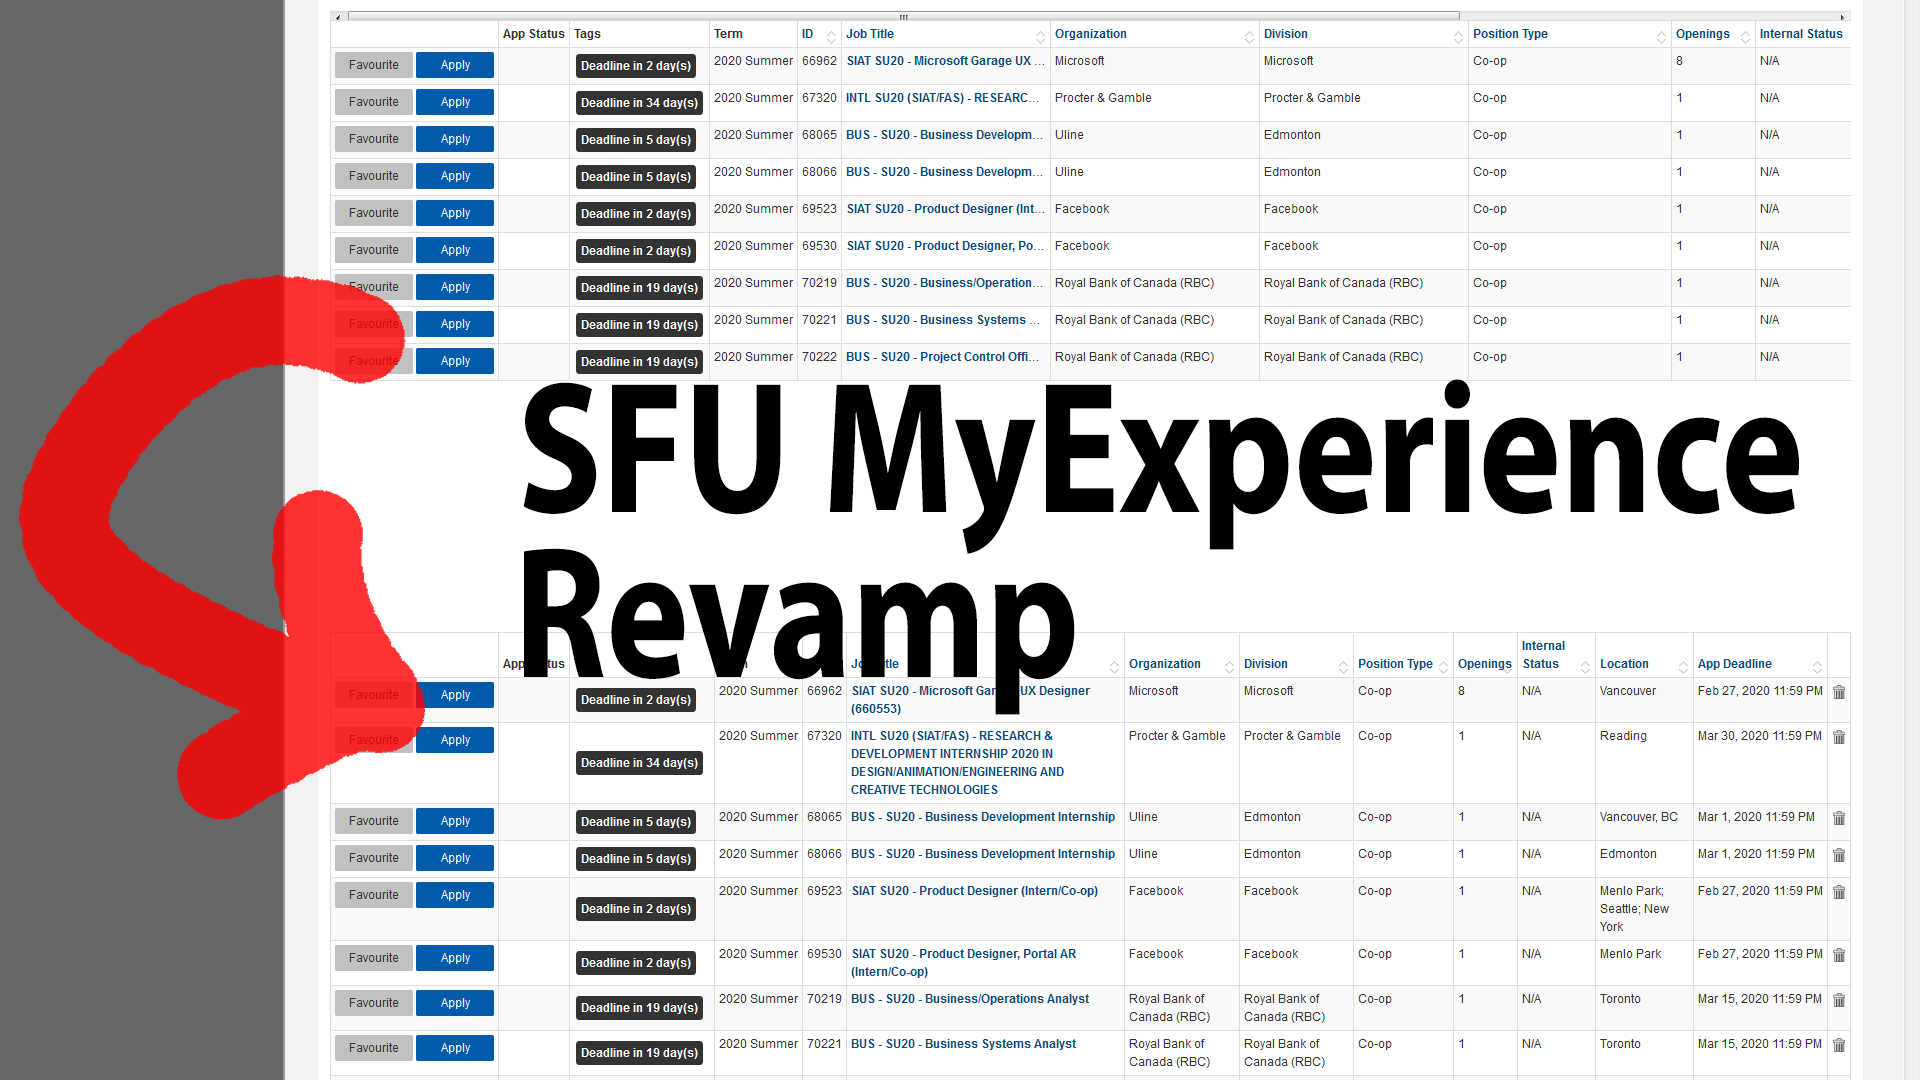 App Status Tags Term ID Job Title Organization Division Position Type Openings Internal Status
Favourite Apply Deadline in 2 day(s) 2020 Summer 66962 SIAT SU20 - Microsoft Garage UX ... Microsoft Microsoft Co-op 8 N/A
Favourite Apply Deadline in 34 day(s) 2020 Summer 67320 INTL SU20 (SIAT/FAS) - RESEARC... Procter & Gamble Procter & Gamble Co-op 1 N/A
Favourite Apply Deadline in 5 day(s) 2020 Summer 68065 BUS - SU20 - Business Developm... Uline Edmonton Co-op 1 N/A
Favourite Apply Deadline in 5 day(s) 2020 Summer 68066 BUS - SU20 - Business Developm... Uline Edmonton Co-op 1 N/A
Favourite Apply Deadline in 2 day(s) 2020 Summer 69523 SIAT SU20 - Product Designer (Int... Facebook Facebook Co-op 1 N/A
Favourite Apply Deadline in 2 day(s) 2020 Summer 69530 SIAT SU20 - Product Designer, Po... Facebook Facebook Co-op 1 N/A
Favourite Apply Deadline in 19 day(s) 2020 Summer 70219 BUS - SU20 - Business/Operation... Royal Bank of Canada (RBC) Royal Bank of Canada (RBC) Co-op 1 N/A
Favourite Apply Deadline in 19 day(s) 2020 Summer 70221 BUS - SU20 - Business Systems ... Royal Bank of Canada (RBC) Royal Bank of Canada (RBC) Co-op 1 N/A
Favourite Apply Deadline in 19 day(s) 2020 Summer 70222 BUS - SU20 - Project Control Offi... Royal Bank of Canada (RBC) Royal Bank of Canada (RBC) Co-op 1 N/A
SFU MyExperience
Revamp
App Status Job Title Organization Division Position Type Openings Internal Status Location App Deadline
Favourite Apply Deadline in 2 day(s) 2020 Summer 66962 SIAT SU20 - Microsoft Garage UX Designer (660553) Microsoft Microsoft Co-op 8 N/A Vancouver Feb 27, 2020 11:59 PM
Favourite Apply Deadline in 34 day(s) 2020 Summer 67320 INTL SU20 (SIAT/FAS) - RESEARCH & DEVELOPMENT INTERNSHIP 2020 IN DESIGN/ANIMATION/ENGINEERING AND CREATIVE TECHNOLOGIES Procter & Gamble Procter & Gamble Co-op 1 N/A Reading Mar 30, 2020 11:59 PM
Favourite Apply Deadline in 5 day(s) 2020 Summer 68065 BUS - SU20 - Business Development Internship Uline Edmonton Co-op 1 N/A Vancouver, BC Mar 1, 2020 11:59 PM
Favourite Apply Deadline in 5 day(s) 2020 Summer 68066 BUS - SU20 - Business Development Internship Uline Edmonton Co-op 1 N/A Edmonton Mar 1, 2020 11:59 PM
Favourite Apply Deadline in 2 day(s) 2020 Summer 69523 SIAT SU20 - Product Designer (Intern/Co-op) Facebook Facebook Co-op 1 N/A Menlo Park; Seattle; New York Feb 27, 2020 11:59 PM
Favourite Apply Deadline in 2 day(s) 2020 Summer 69530 SIAT SU20 - Product Designer, Portal AR (Intern/Co-op) Facebook Facebook Co-op 1 N/A Menlo Park Feb 27, 2020 11:59 PM
Favourite Apply Deadline in 19 day(s) 2020 Summer 70219 BUS - SU20 - Business/Operations Analyst Royal Bank of Canada (RBC) Royal Bank of Canada (RBC) Co-op 1 N/A Toronto Mar 15, 2020 11:59 PM
Favourite Apply Deadline in 19 day(s) 2020 Summer 70221 BUS - SU20 - Business Systems Analyst Royal Bank of Canada (RBC) Royal Bank of Canada (RBC) Co-op 1 N/A Toronto Mar 15, 2020 11:59 PM